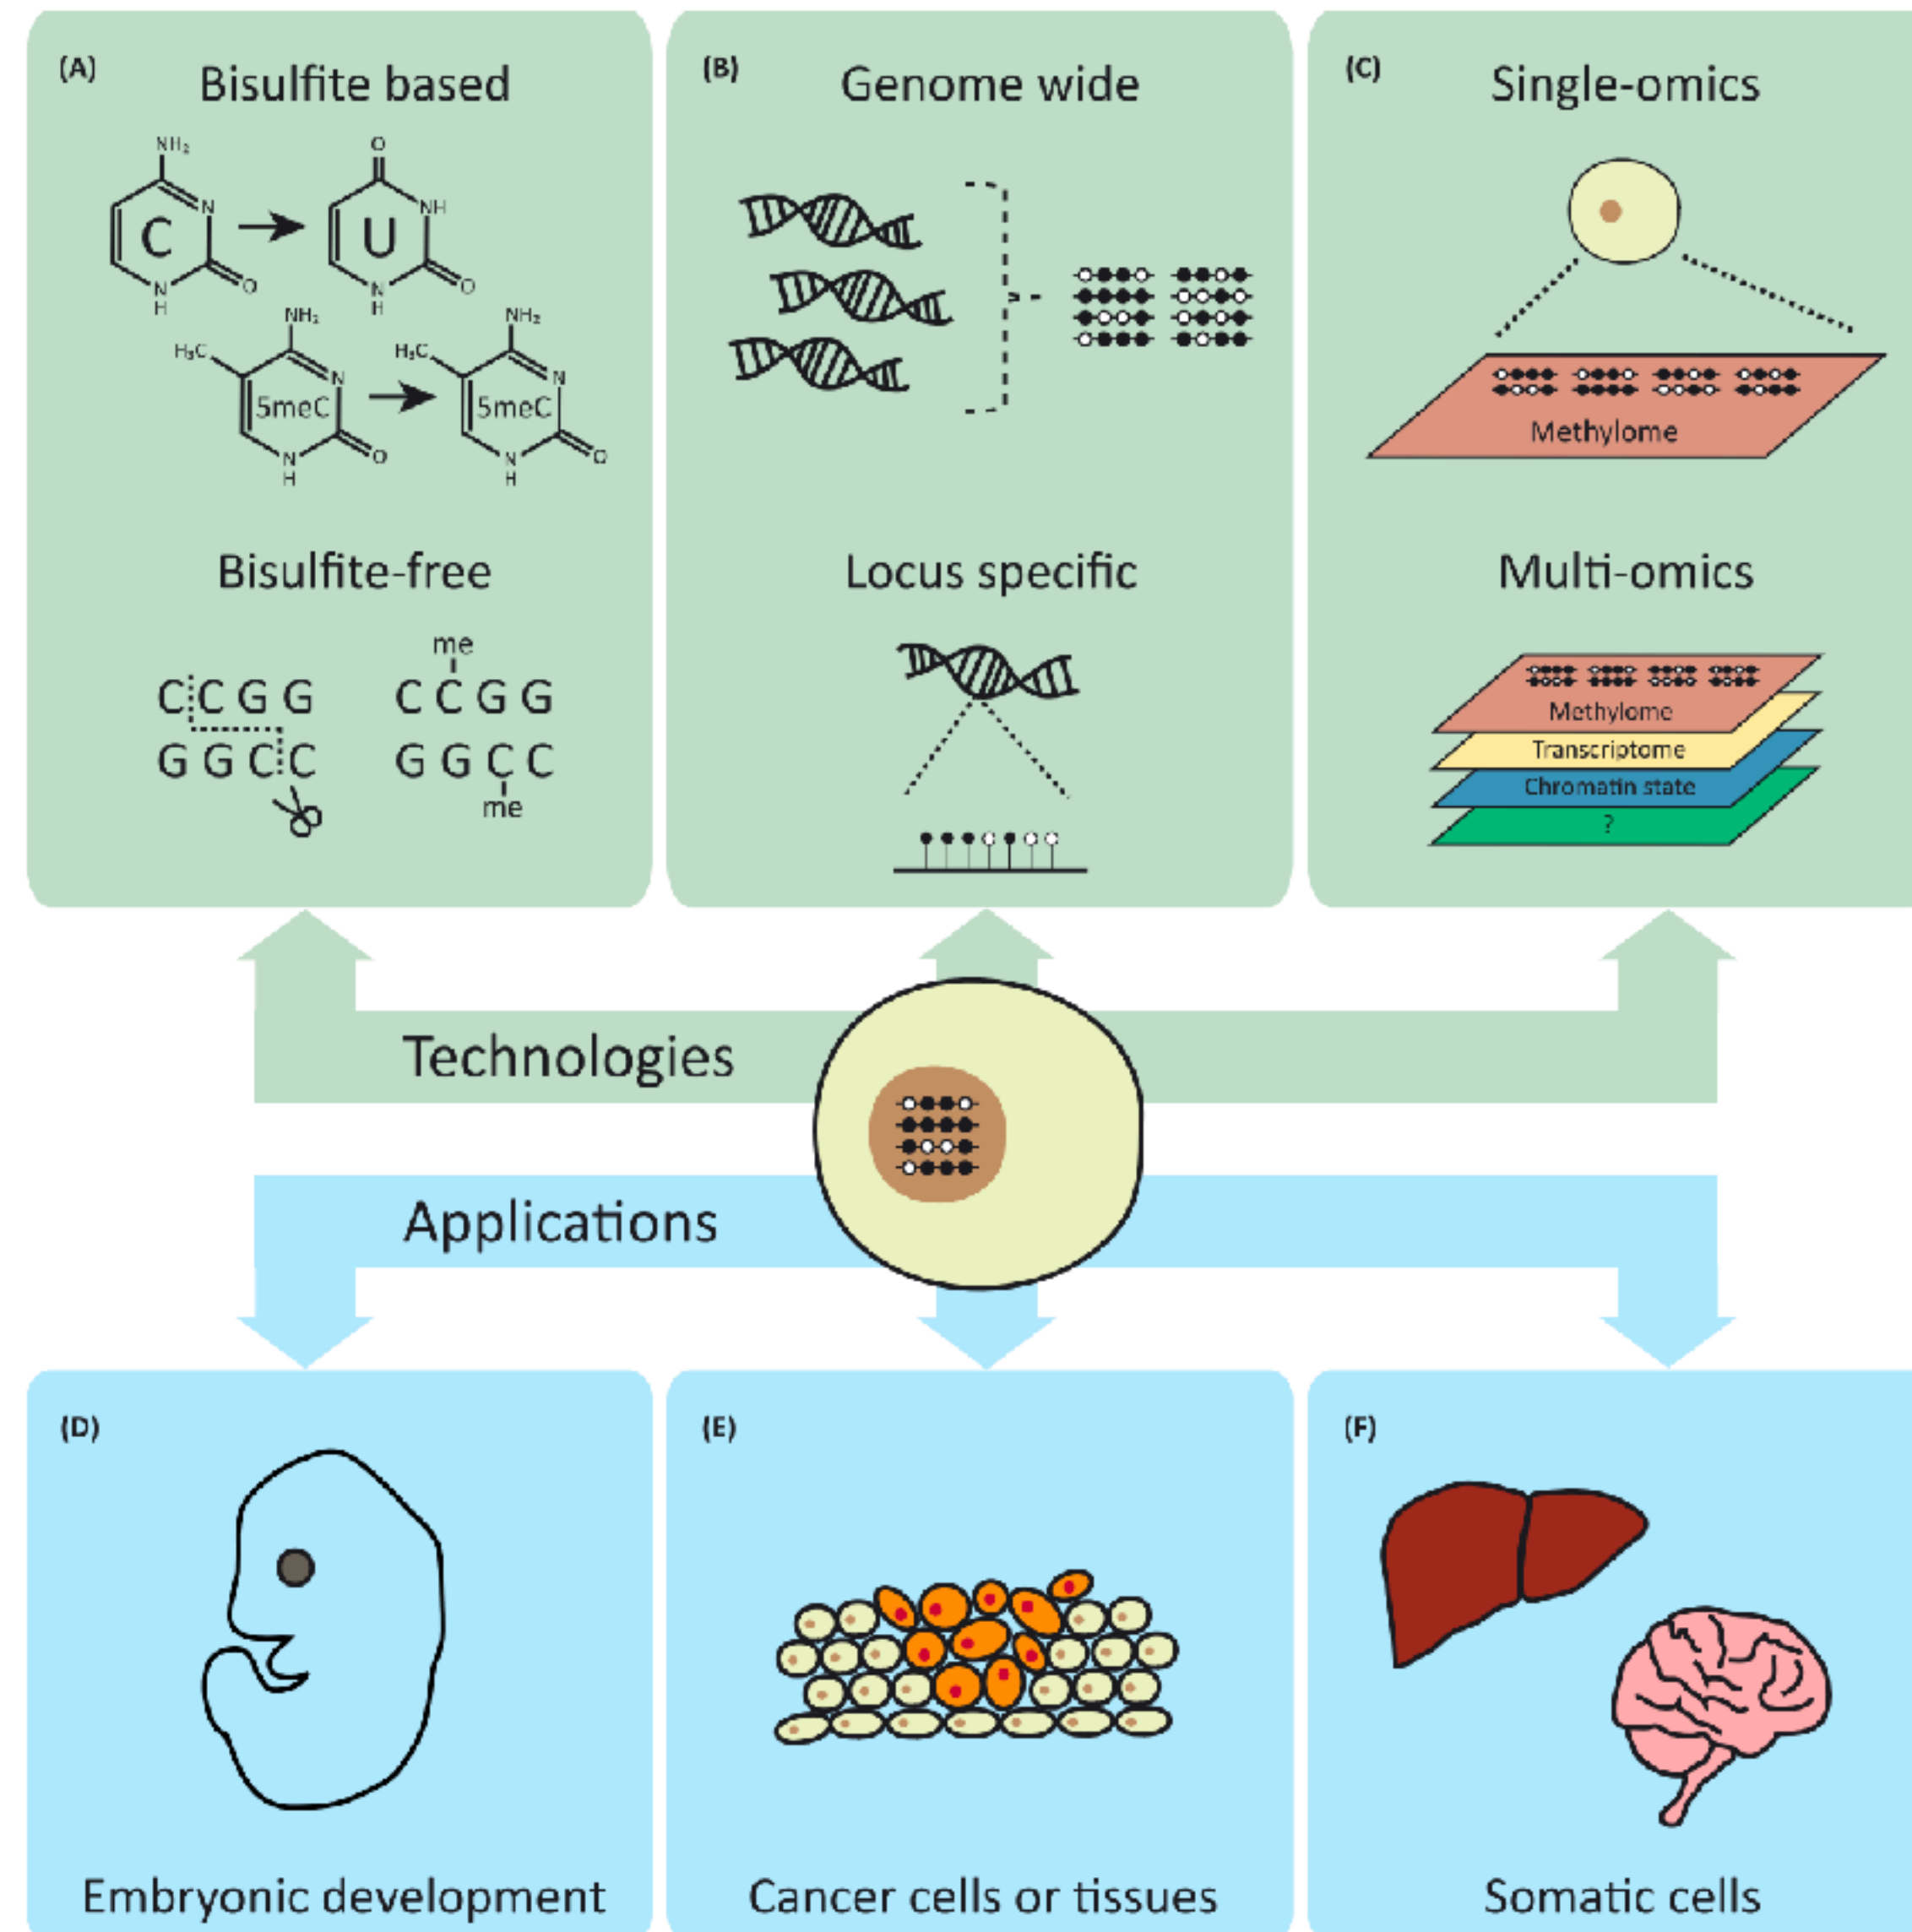 (A)
Bisulfite based
NH₂
N
C
N
H
O
O
NH
U
N
H
O
NH₂
H₃C
N
5meC
N
H
O
NH₂
H₃C
N
5meC
N
H
O
Bisulfite-free
C C G G
G G C C
me
C C G G
G G C C
me
(B)
Genome wide
Locus specific
(C)
Single-omics
Methylome
Multi-omics
Methylome
Transcriptome
Chromatin state
?
Technologies
Applications
(D)
Embryonic development
(E)
Cancer cells or tissues
(F)
Somatic cells